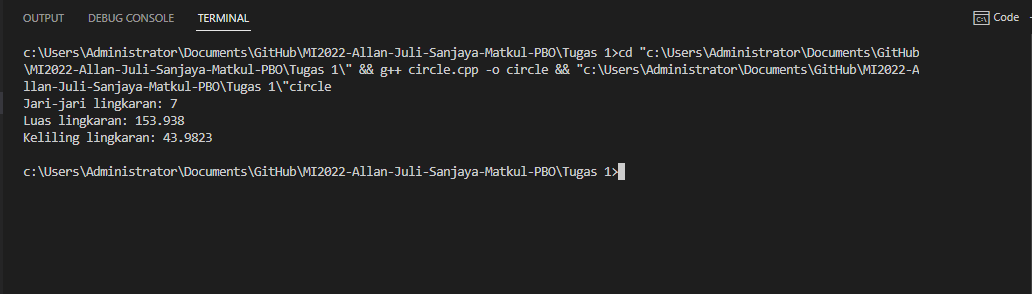 OUTPUT DEBUG CONSOLE TERMINAL Code
c:\Users\Administrator\Documents\GitHub\MI2022-Allan-Juli-Sanjaya-Matkul-PBO\Tugas 1>cd "c:\Users\Administrator\Documents\GitHub
\MI2022-Allan-Juli-Sanjaya-Matkul-PBO\Tugas 1\" && g++ circle.cpp -o circle && "c:\Users\Administrator\Documents\GitHub\MI2022-A
llan-Juli-Sanjaya-Matkul-PBO\Tugas 1\"circle
Jari-jari lingkaran: 7
Luas lingkaran: 153.938
Keliling lingkaran: 43.9823
c:\Users\Administrator\Documents\GitHub\MI2022-Allan-Juli-Sanjaya-Matkul-PBO\Tugas 1>